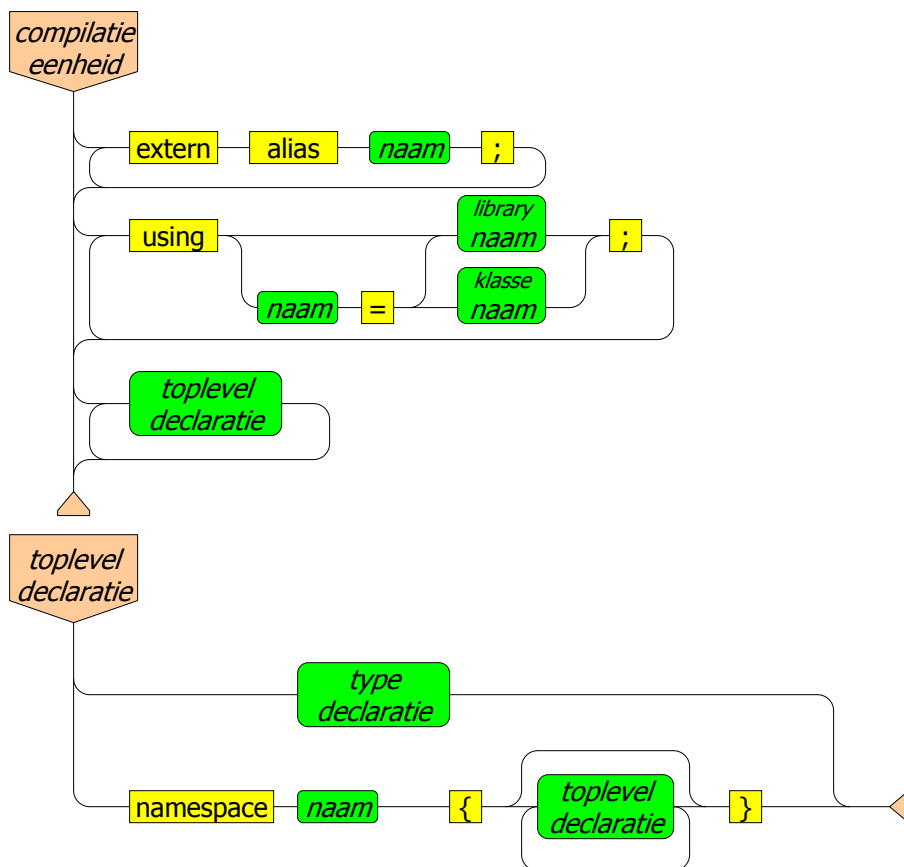 compilatie
eenheid
extern alias naam ;
library
using naam ;
klasse
naam = naam
toplevel
declaratie
toplevel
declaratie
type
declaratie
toplevel
namespace naam { declaratie }